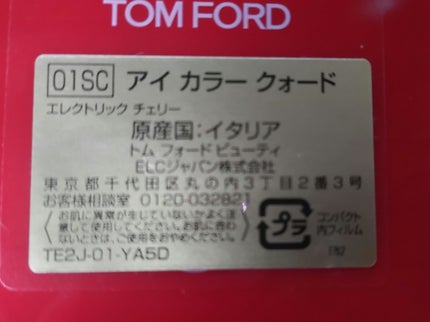 TOM FORD
01SC アイ カラー クォード
エレクトリック チェリー
原産国:イタリア
トム フォード ビューティ
ELCジャパン株式会社
東京都千代田区丸の内3丁目2番3号
お客様相談室 0120-032821
お肌に異常が生じていないかよく注
意して使用してください。お肌に合わ
ないときは、ご使用をおやめください。
プラ
コンパクト
内フィルム
TE2J-01-YA5D